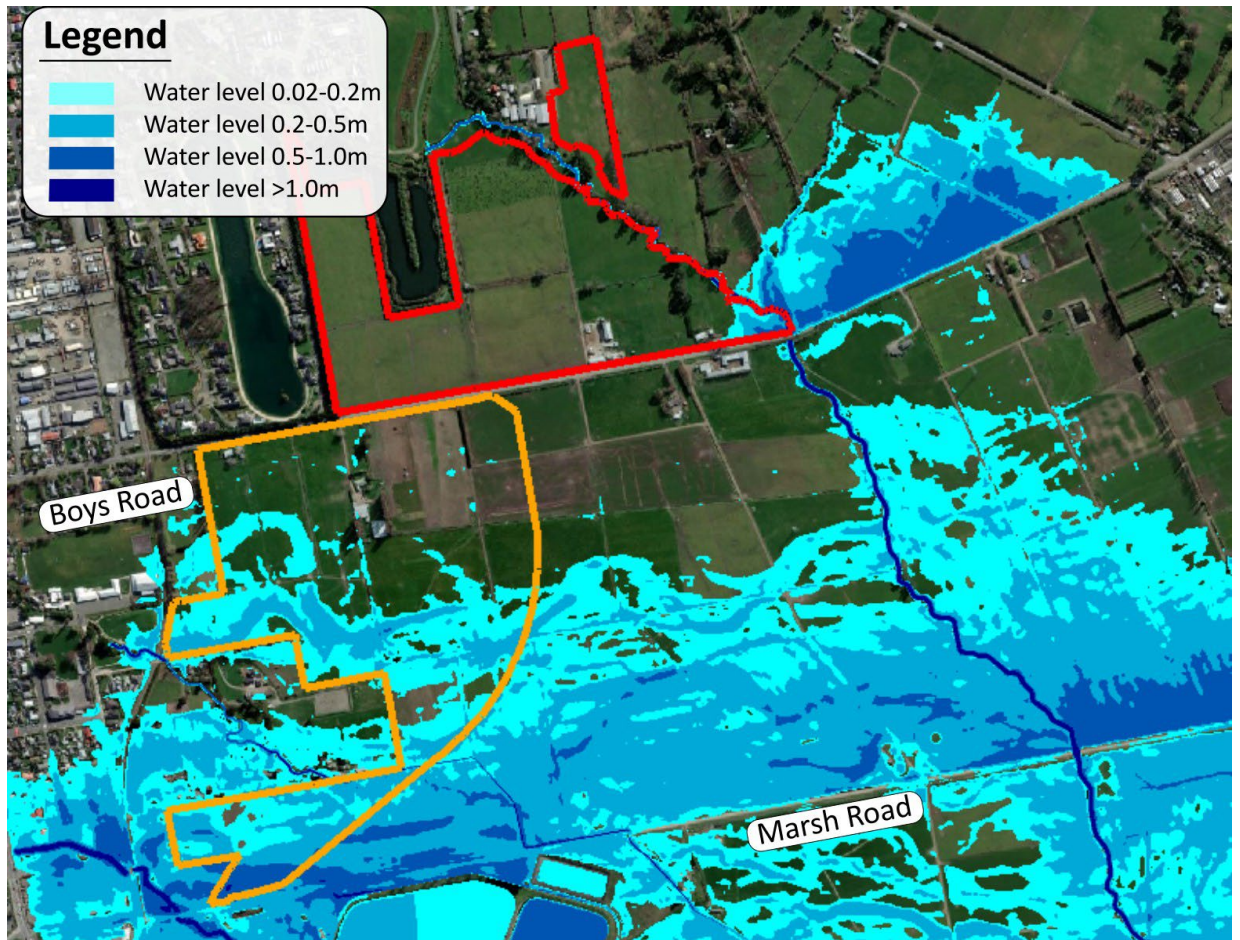 Legend
Water level 0.02-0.2m
Water level 0.2-0.5m
Water level 0.5-1.0m
Water level >1.0m
Boys Road
Marsh Road